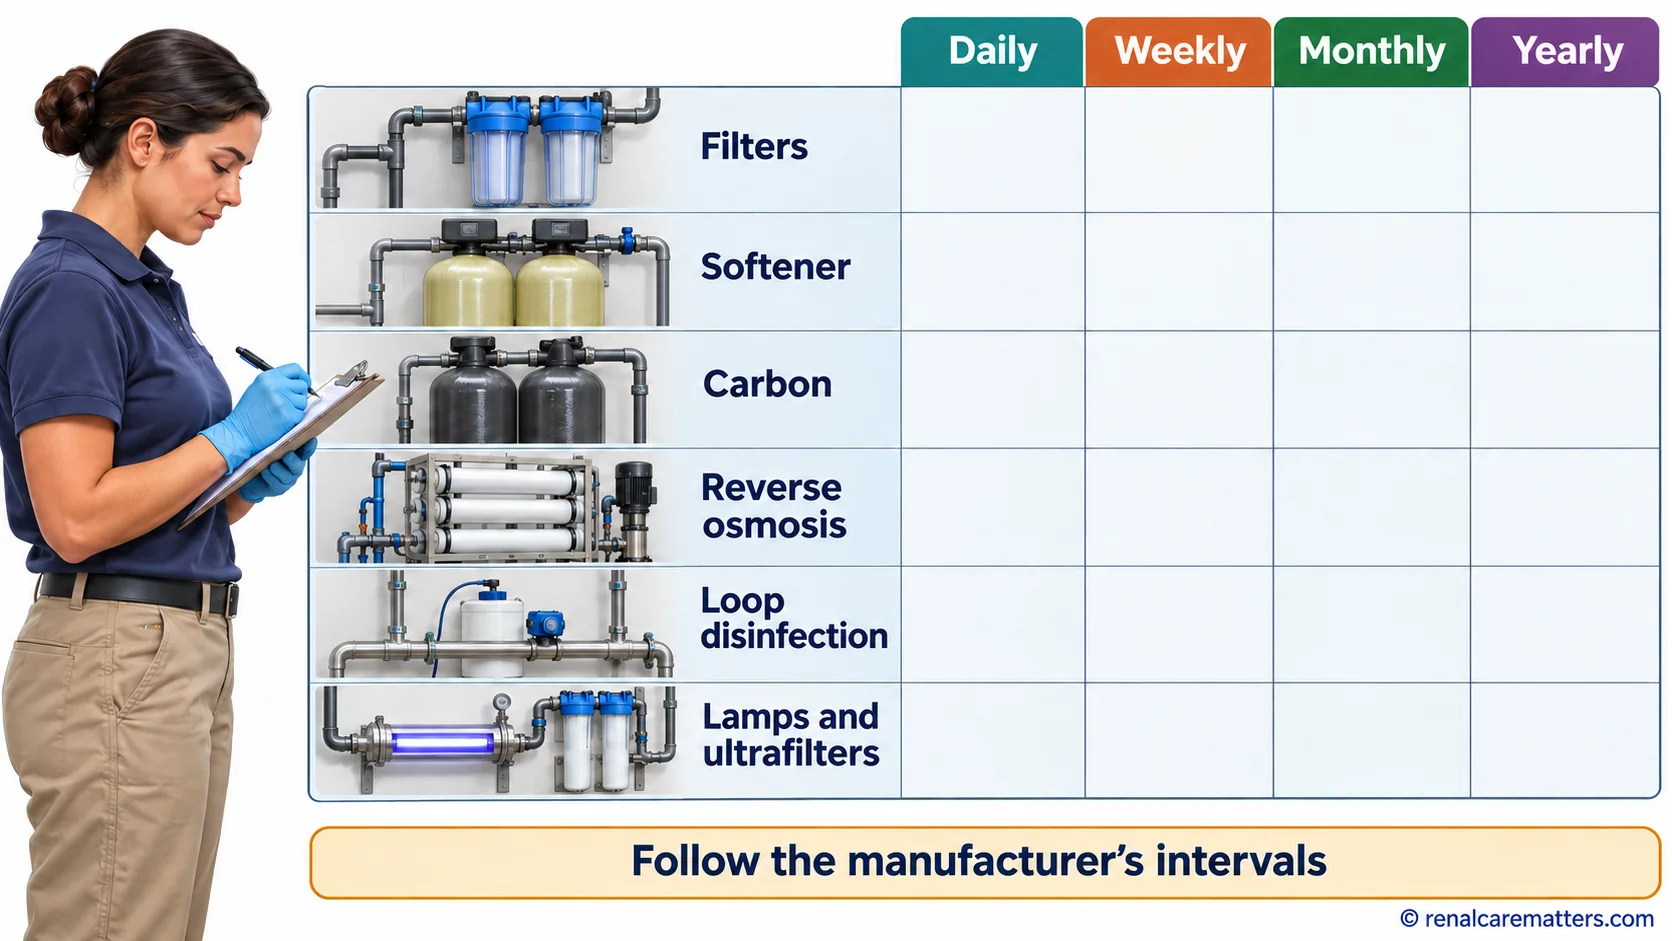 Daily Weekly Monthly Yearly
Filters
Softener
Carbon
Reverse
osmosis
Loop
disinfection
Lamps and
ultrafilters
Follow the manufacturer's intervals
© renalcarematters.com